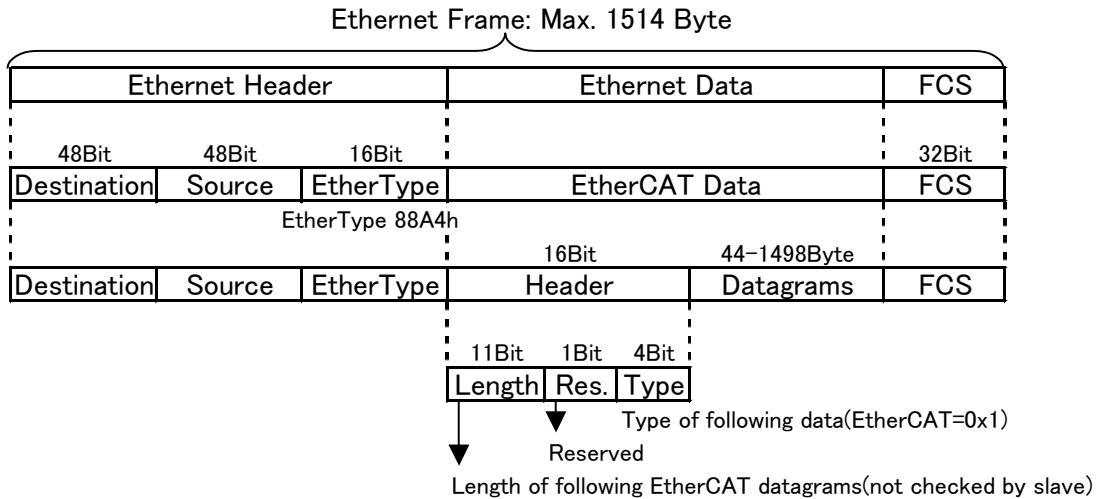 Ethernet Frame: Max. 1514 Byte
Ethernet Header Ethernet Data FCS
48Bit 48Bit 16Bit 32Bit
Destination Source EtherType EtherCAT Data FCS
EtherType 88A4h
16Bit 44-1498Byte
Destination Source EtherType Header Datagrams FCS
11Bit 1Bit 4Bit
Length Res. Type
Type of following data(EtherCAT=0x1)
Reserved
Length of following EtherCAT datagrams(not checked by slave)